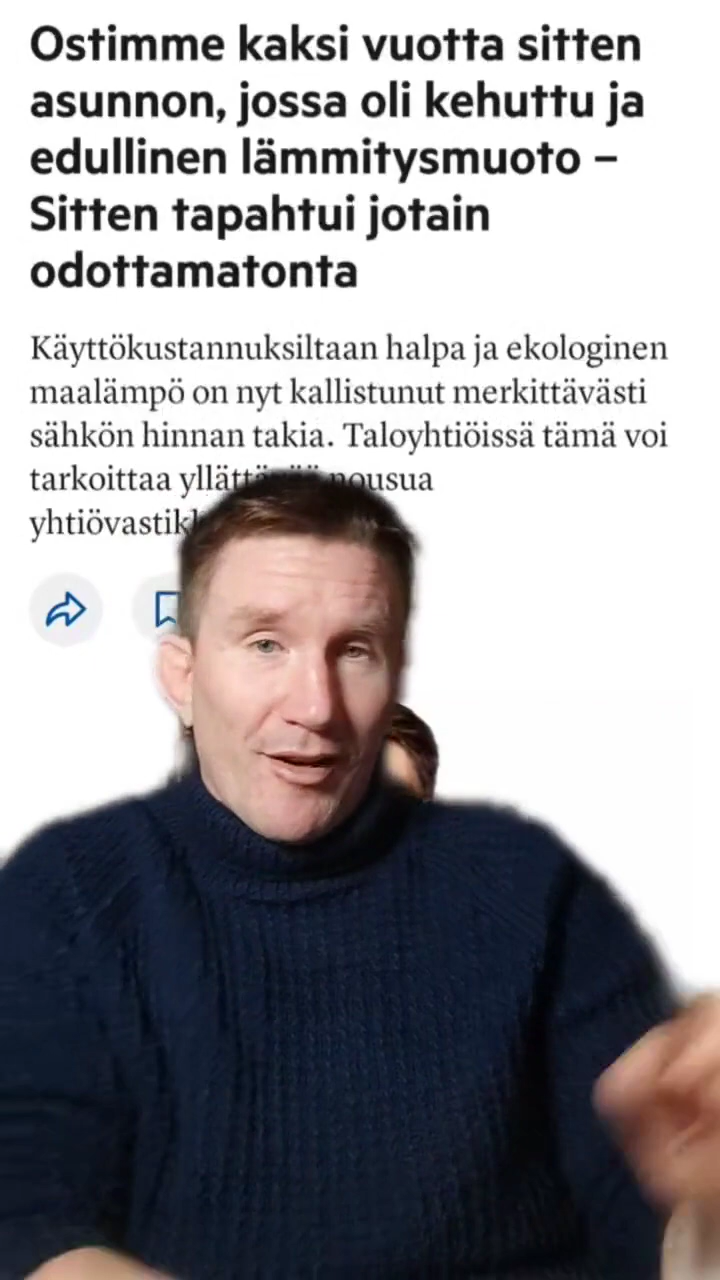 Ostimme kaksi vuotta sitten
asunnon, jossa oli kehuttu ja
edullinen lämmitysmuoto –
Sitten tapahtui jotain
odottamatonta
Käyttökustannuksiltaan halpa ja ekologinen
maalämpö on nyt kallistunut merkittävästi
sähkön hinnan takia. Taloyhtiöissä tämä voi
tarkoittaa nousua